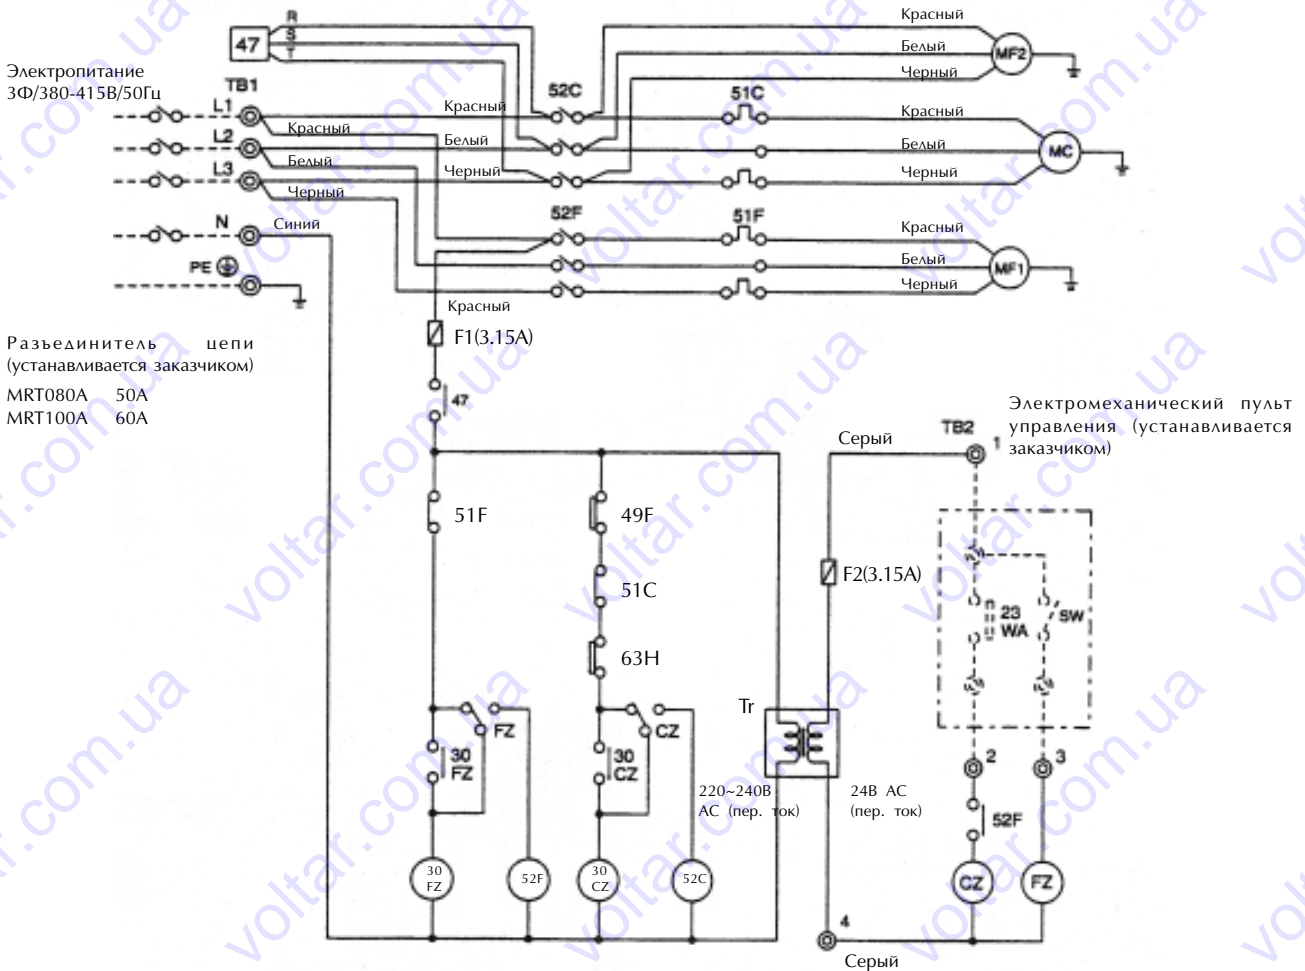 R
S
T
47
Красный
Белый
Черный
MF2
Электропитание
3Ф/380-415В/50Гц
TB1
52C
51C
L1
Красный
Красный
Красный
L2
Белый
Белый
Белый
MC
L3
Черный
Черный
Черный
N
Синий
52F
51F
Красный
Белый
Черный
MF1
PE
Красный
F1(3.15A)
Разъединитель цепи
(устанавливается заказчиком)
MRT080A 50A
MRT100A 60A
47
Электромеханический пульт
управления (устанавливается
заказчиком)
TB2
1
Серый
51F
49F
51C
63H
F2(3.15A)
23
WA
SW
Tr
FZ
CZ
30
FZ
30
CZ
220~240В
AC (пер. ток)
24В AC
(пер. ток)
2
3
52F
30
FZ
52F
30
CZ
52C
CZ
FZ
4
Серый
voltar.com.ua